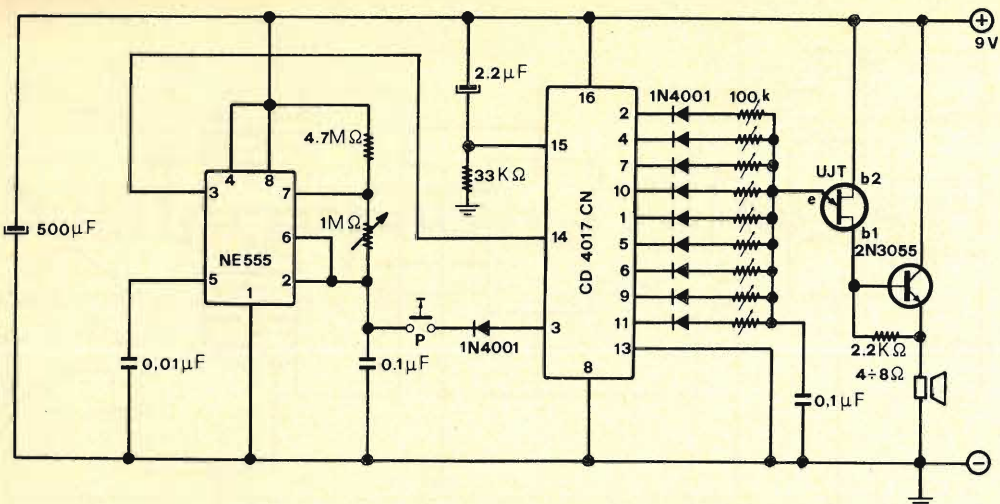 9V
500µF
4
8
3
7
6
5
2
1
NE555
4.7MΩ
1MΩ
0,01µF
0.1µF
P
1N4001
2.2µF
33KΩ
16
15
14
3
8
CD 4017 CN
2
4
7
10
1
5
6
9
11
13
1N4001
100k
0,1µF
UJT
e
b2
b1
2N3055
2.2KΩ
4÷8Ω